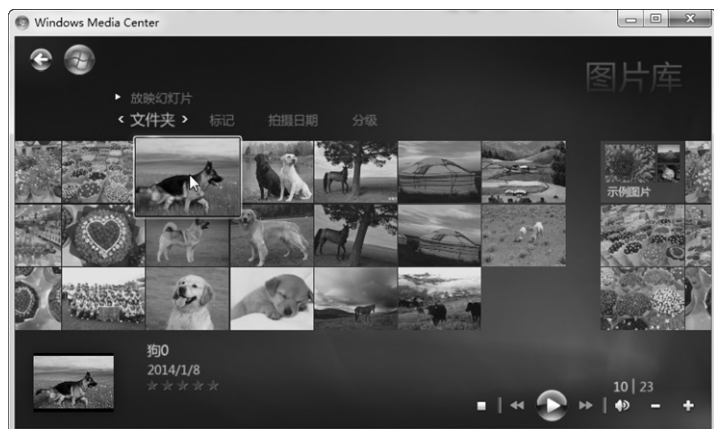 Windows Media Center
图片库
放映幻灯片
文件夹 标记 拍摄日期 分级
示例图片
狗0
2014/1/8
10 | 23